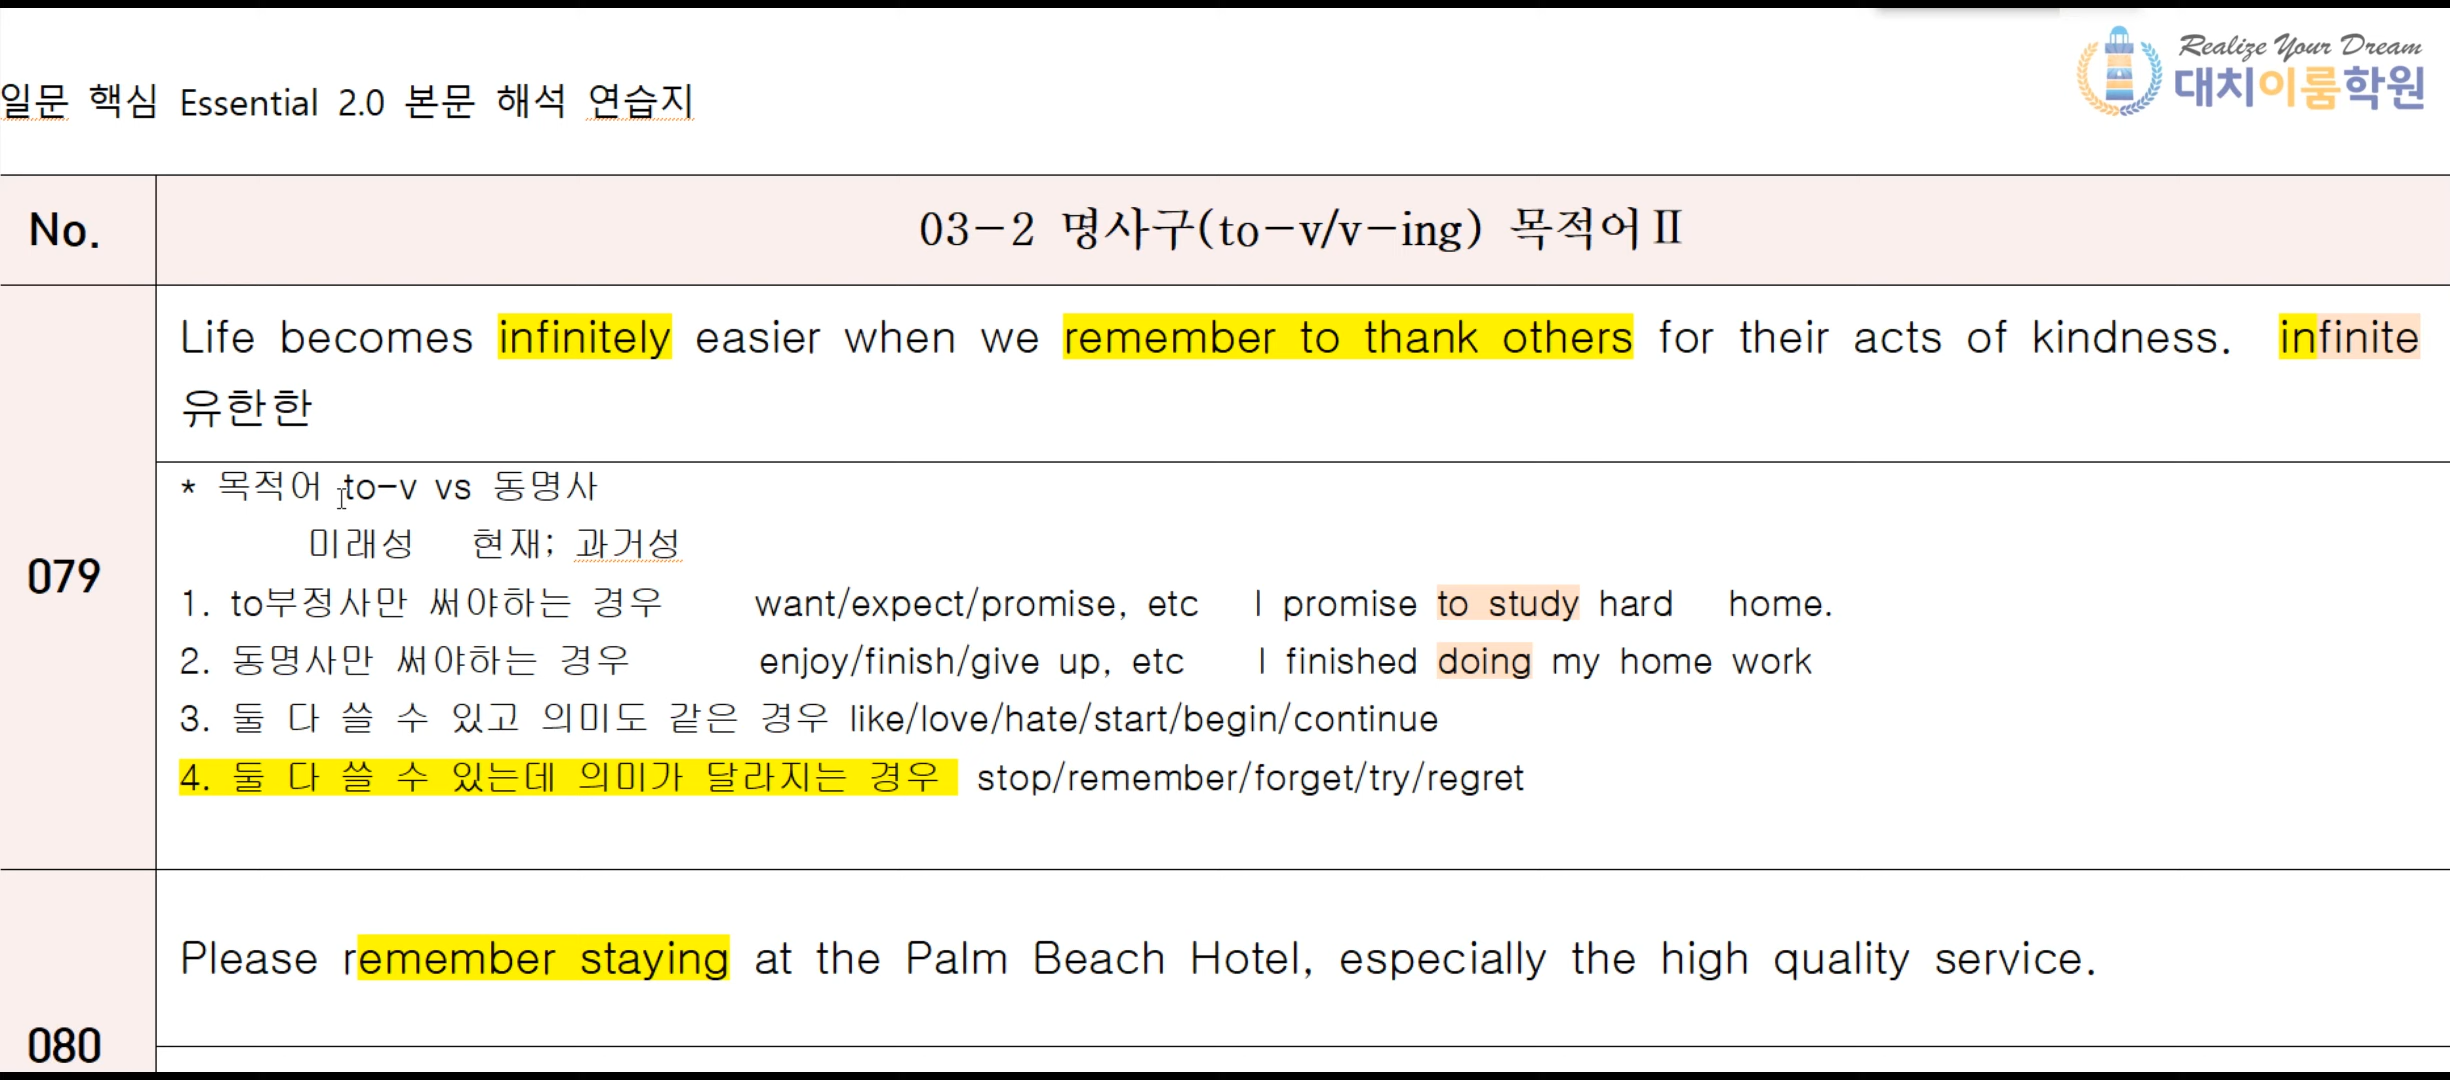 Realize Your Dream
대치이룸학원
일문 핵심 Essential 2.0 본문 해석 연습지
No.
03-2 명사구(to-v/v-ing) 목적어Ⅱ
079
Life becomes infinitely easier when we remember to thank others for their acts of kindness. infinite
유한한
* 목적어 to-v vs 동명사
미래성 현재; 과거성
1. to부정사만 써야하는 경우 want/expect/promise, etc I promise to study hard home.
2. 동명사만 써야하는 경우 enjoy/finish/give up, etc I finished doing my home work
3. 둘 다 쓸 수 있고 의미도 같은 경우 like/love/hate/start/begin/continue
4. 둘 다 쓸 수 있는데 의미가 달라지는 경우 stop/remember/forget/try/regret
080
Please remember staying at the Palm Beach Hotel, especially the high quality service.